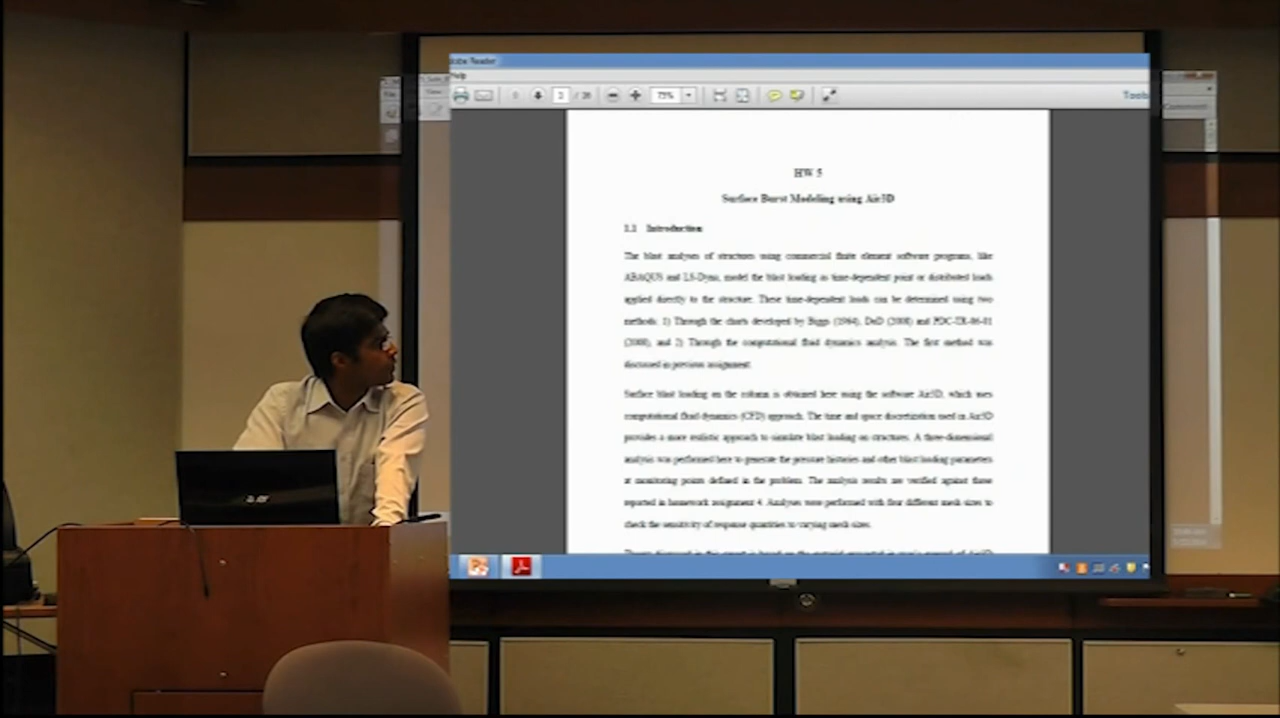 Adobe Reader
Help
75%
Tools
Comment
HW 5
Surface Burst Modeling using Air3D
1.1 Introduction
The blast analyses of structures using commercial finite element software programs, like
ABAQUS and LS-Dyna, model the blast loading as time-dependent point or distributed loads
applied directly to the structure. These time-dependent loads can be determined using two
methods: 1) Through the charts developed by Biggs (1964), DoD (2008) and PDC-TR-06-01
(2008), and 2) Through the computational fluid dynamics analysis. The first method was
discussed in previous assignment.
Surface blast loading on the column is obtained here using the software Air3D, which uses
computational fluid dynamics (CFD) approach. The time and space discretization used in Air3D
provides a more realistic approach to simulate blast loading on structures. A three-dimensional
analysis was performed here to generate the pressure histories and other blast loading parameters
at monitoring points defined in the problem. The analysis results are verified against those
reported in homework assignment 4. Analyses were performed with four different mesh sizes to
check the sensitivity of response quantities to varying mesh sizes.
acer